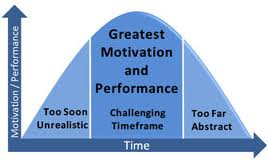 Greatest
Motivation
and
Performance
Too Soon
Unrealistic
Challenging
Timeframe
Too Far
Abstract
Motivation / Performance
Time